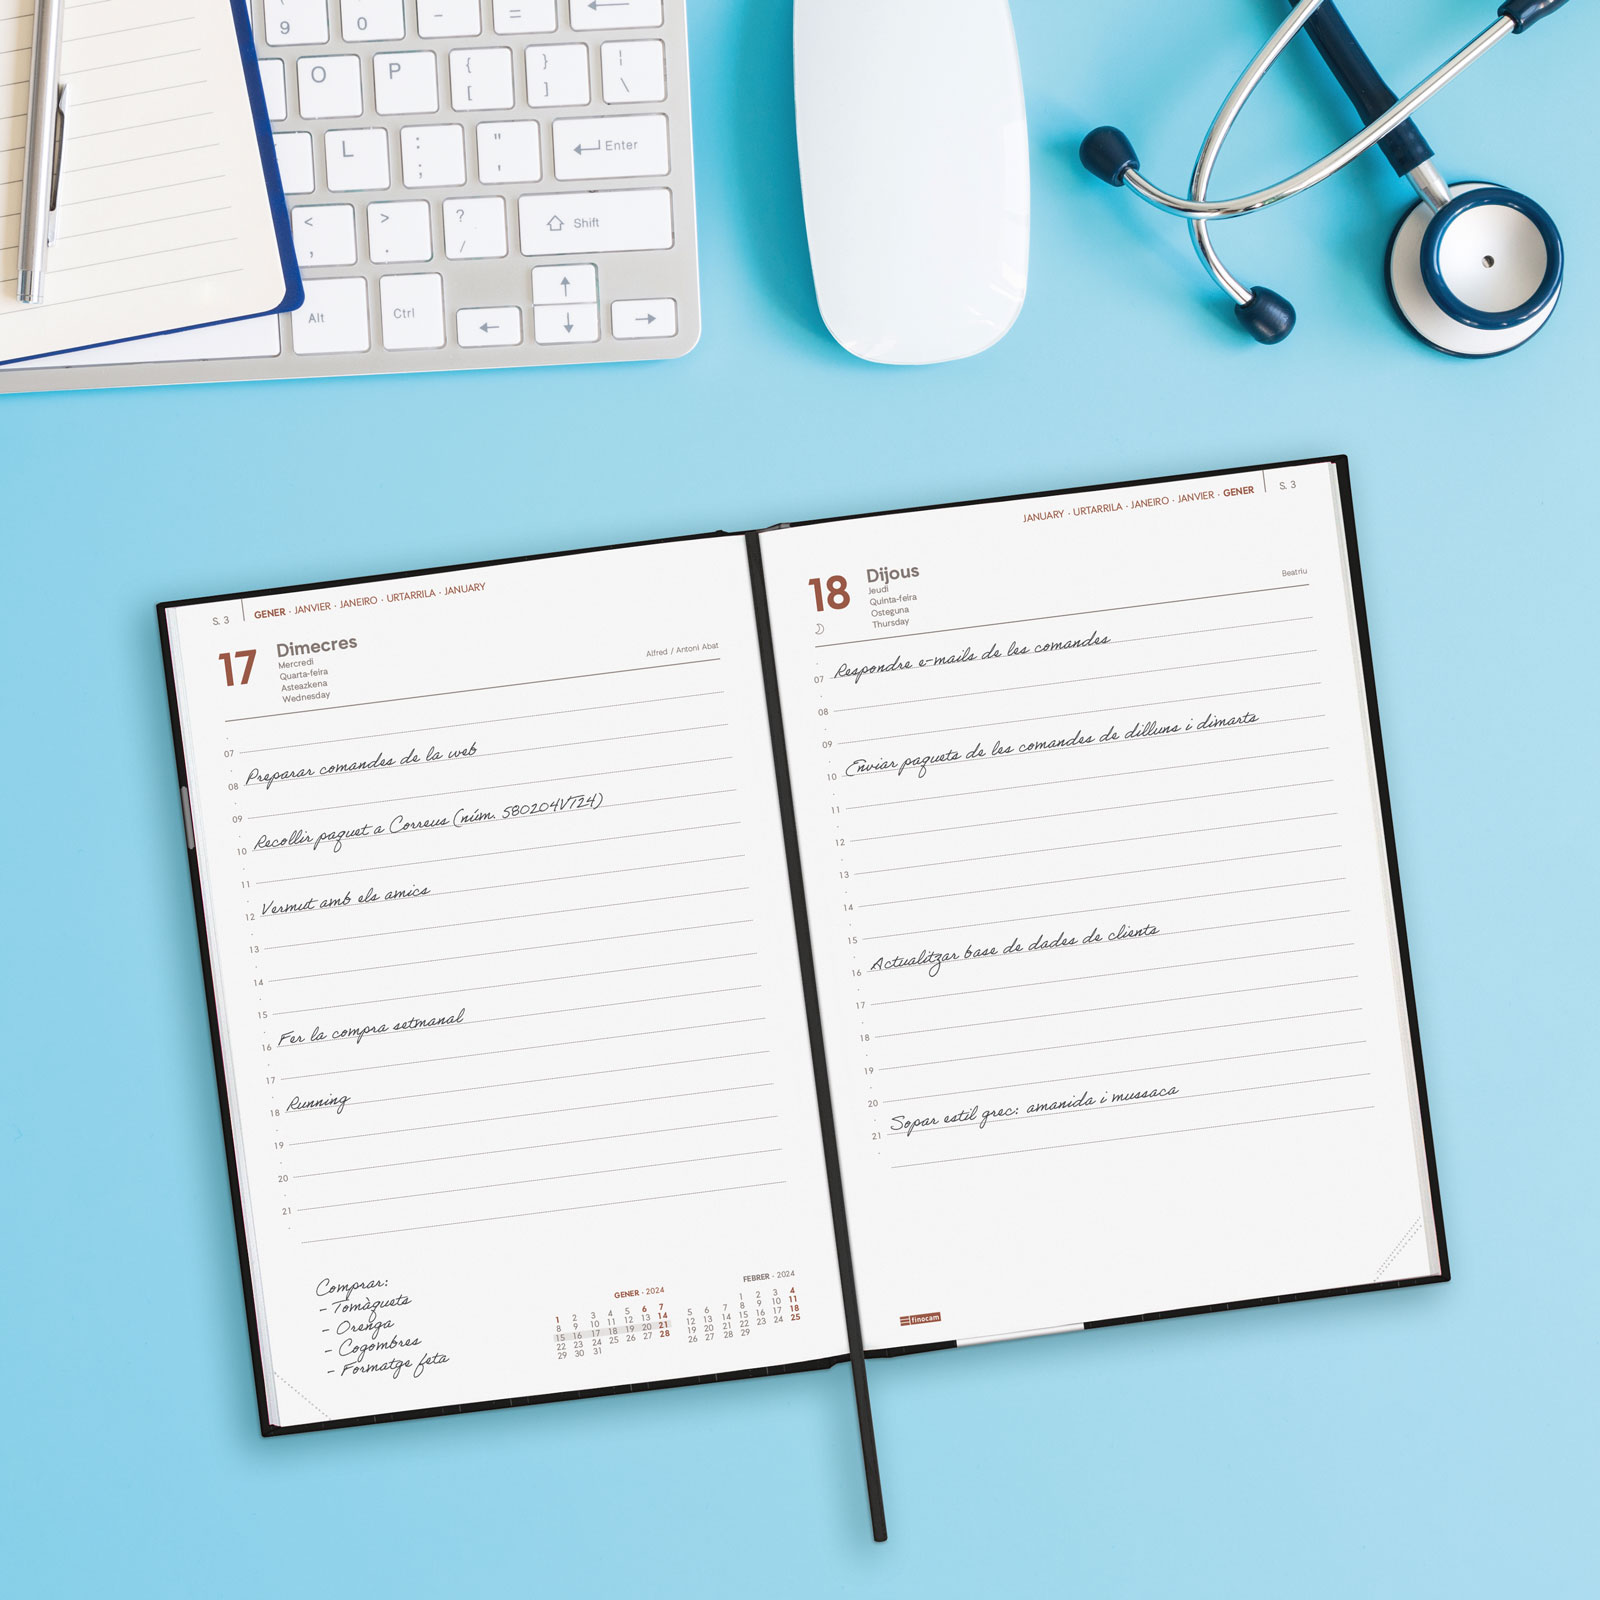 9
0
-
=
O
P
{
[
}
]
|
\
L
:
;
"
'
Enter
<
,
>
.
?
/
Shift
Alt
Ctrl
S. 3
GENER · JANVIER · JANEIRO · URTARRILA · JANUARY
17
Dimecres
Mercredi
Quarta-feira
Asteazkena
Wednesday
Alfred / Antoni Abat
07
Preparar comandes de la web
08
09
Recollir paquet a Correus (núm. 580204VT24)
10
11
Vermut amb els amics
12
13
14
15
Fer la compra setmanal
16
17
Running
18
19
20
21
Comprar:
- Tomàquets
- Orenga
- Cogombres
- Formatge feta
GENER · 2024
1 2 3 4 5 6 7
8 9 10 11 12 13 14
15 16 17 18 19 20 21
22 23 24 25 26 27 28
29 30 31
FEBRER · 2024
1 2 3 4
5 6 7 8 9 10 11
12 13 14 15 16 17 18
19 20 21 22 23 24 25
26 27 28 29
JANUARY · URTARRILA · JANEIRO · JANVIER · GENER
S. 3
18
Dijous
Jeudi
Quinta-feira
Osteguna
Thursday
Beatriu
Respondre e-mails de les comandes
07
08
09
Enviar paquets de les comandes de dilluns i dimarts
10
11
12
13
14
15
Actualitzar base de dades de clients
16
17
18
19
20
Sopar estil grec: amanida i mussaca
21
finocam